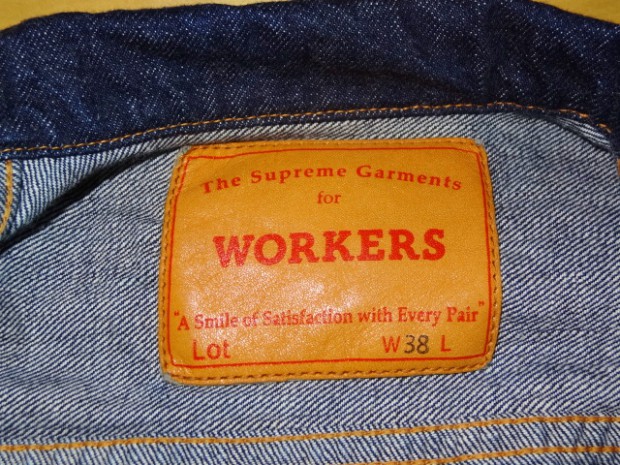 The Supreme Garments
for
WORKERS
"A Smile of Satisfaction with Every Pair"
Lot W38 L